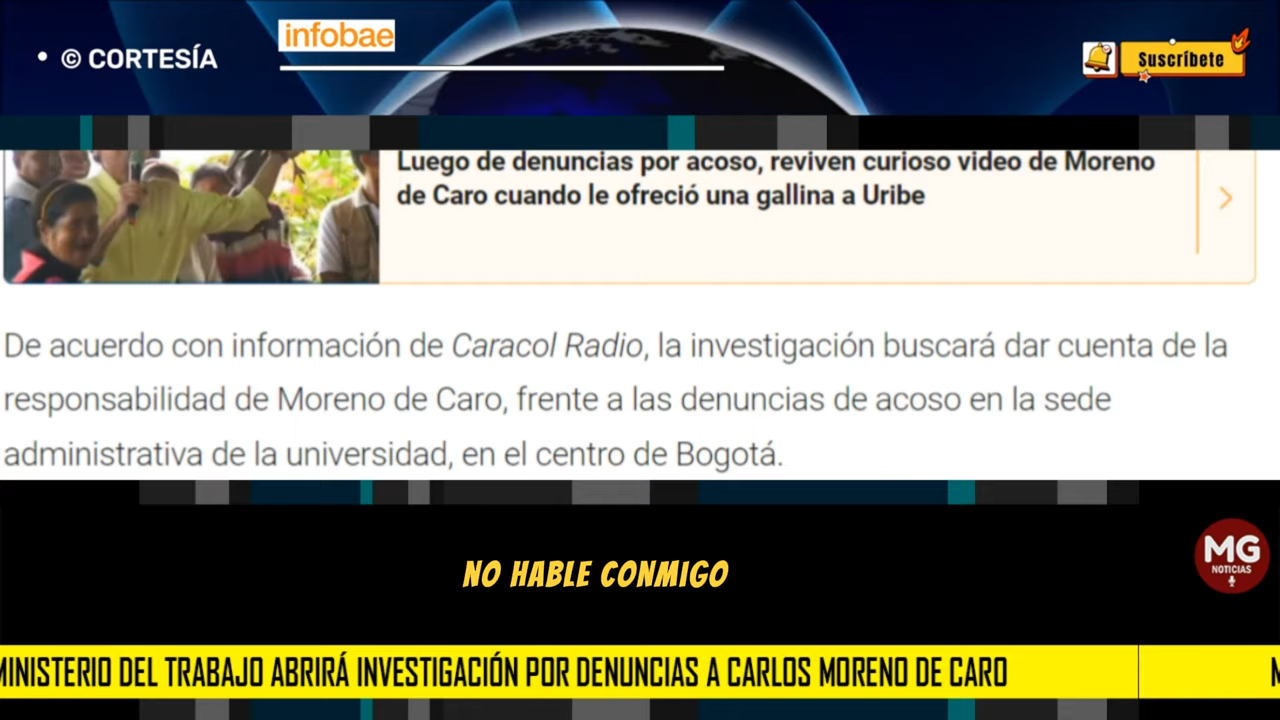 • © CORTESÍA
infobae
Suscríbete
Luego de denuncias por acoso, reviven curioso video de Moreno
de Caro cuando le ofreció una gallina a Uribe
De acuerdo con información de Caracol Radio, la investigación buscará dar cuenta de la
responsabilidad de Moreno de Caro, frente a las denuncias de acoso en la sede
administrativa de la universidad, en el centro de Bogotá.
MG
NOTICIAS
NO HABLE CONMIGO
MINISTERIO DEL TRABAJO ABRIRÁ INVESTIGACIÓN POR DENUNCIAS A CARLOS MORENO DE CARO